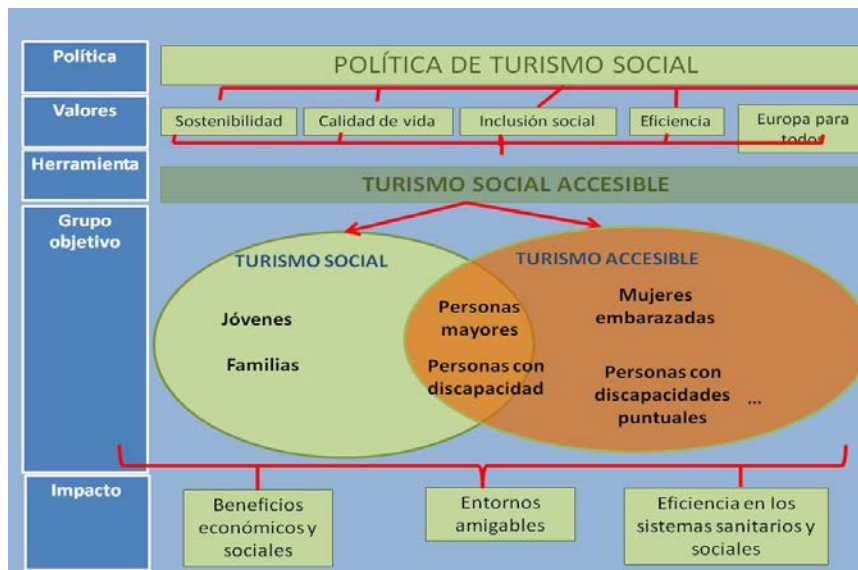 Política
POLÍTICA DE TURISMO SOCIAL
Valores
Sostenibilidad
Calidad de vida
Inclusión social
Eficiencia
Europa para
todos
Herramienta
TURISMO SOCIAL ACCESIBLE
Grupo
objetivo
TURISMO SOCIAL
Jóvenes
Familias
Personas
mayores
Personas con
discapacidad
TURISMO ACCESIBLE
Mujeres
embarazadas
Personas con
discapacidades
puntuales
...
Impacto
Beneficios
económicos y
sociales
Entornos
amigables
Eficiencia en los
sistemas sanitarios y
sociales